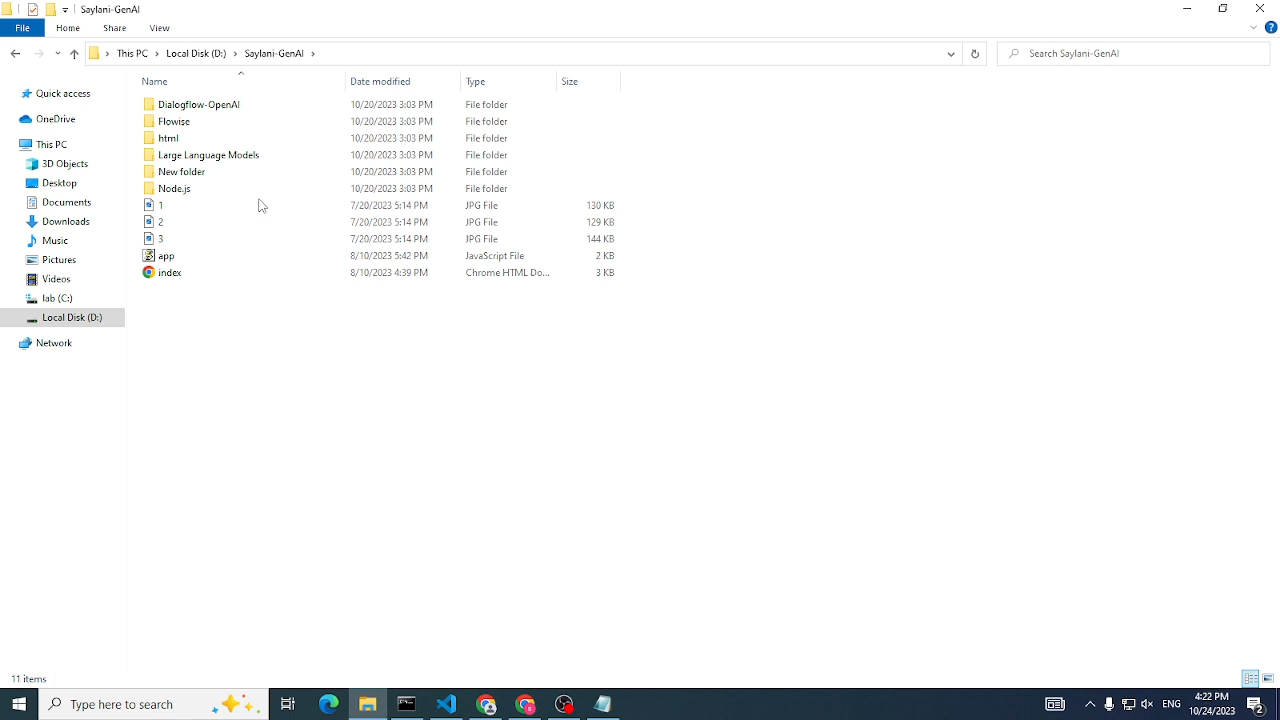 Saylani-GenAI
File Home Share View
This PC Local Disk (D:) Saylani-GenAI Search Saylani-GenAI
Name Date modified Type Size
Quick access
OneDrive
This PC
3D Objects
Desktop
Documents
Downloads
Music
Pictures
Videos
lab (C:)
Local Disk (D:)
Network
Dialogflow-OpenAI 10/20/2023 3:03 PM File folder
Flowise 10/20/2023 3:03 PM File folder
html 10/20/2023 3:03 PM File folder
Large Language Models 10/20/2023 3:03 PM File folder
New folder 10/20/2023 3:03 PM File folder
Node.js 10/20/2023 3:03 PM File folder
1 7/20/2023 5:14 PM JPG File 130 KB
2 7/20/2023 5:14 PM JPG File 129 KB
3 7/20/2023 5:14 PM JPG File 144 KB
app 8/10/2023 5:42 PM JavaScript File 2 KB
index 8/10/2023 4:39 PM Chrome HTML Do... 3 KB
11 items
Type here to search
ENG
4:22 PM
10/24/2023
2